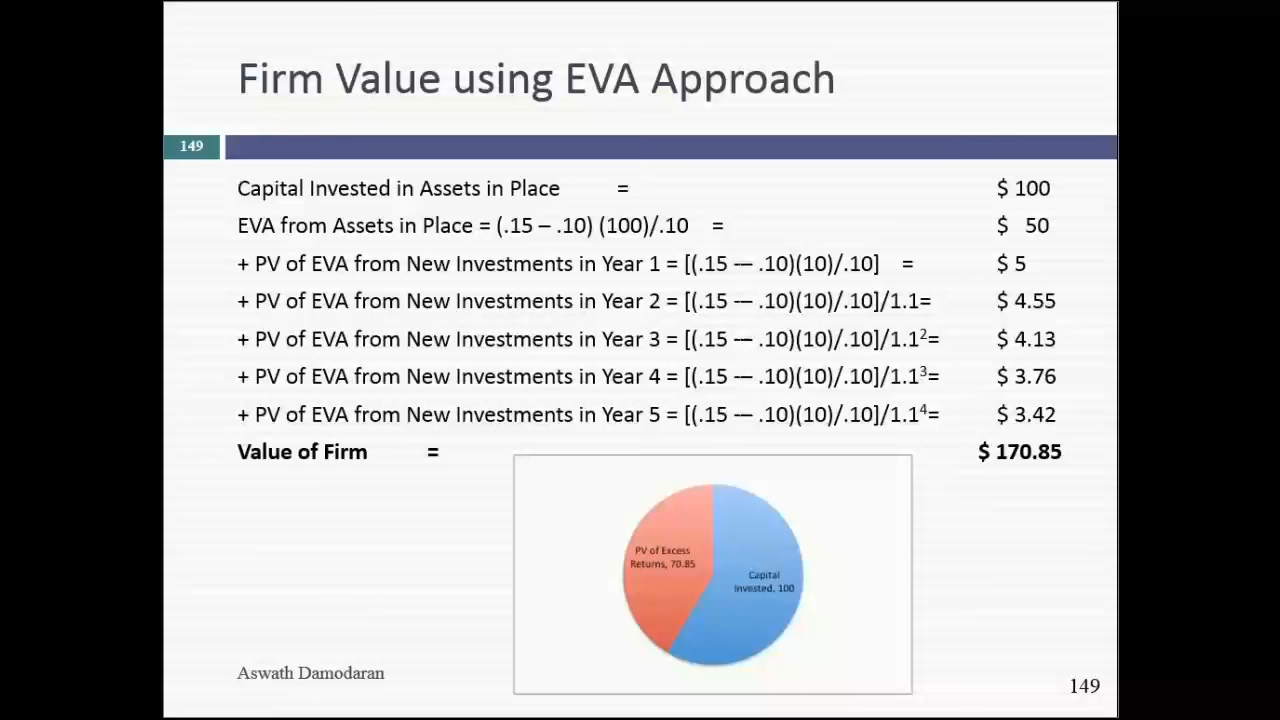 Firm Value using EVA Approach
149
Capital Invested in Assets in Place = $ 100
EVA from Assets in Place = (.15 – .10) (100)/.10 = $ 50
+ PV of EVA from New Investments in Year 1 = [(.15 -– .10)(10)/.10] = $ 5
+ PV of EVA from New Investments in Year 2 = [(.15 -– .10)(10)/.10]/1.1= $ 4.55
+ PV of EVA from New Investments in Year 3 = [(.15 -– .10)(10)/.10]/1.1²= $ 4.13
+ PV of EVA from New Investments in Year 4 = [(.15 -– .10)(10)/.10]/1.1³= $ 3.76
+ PV of EVA from New Investments in Year 5 = [(.15 -– .10)(10)/.10]/1.1⁴= $ 3.42
Value of Firm = $ 170.85
PV of Excess
Returns, 70.85
Capital
Invested, 100
Aswath Damodaran
149